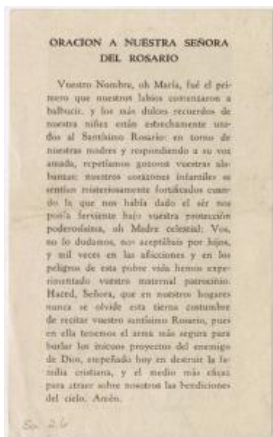 ORACION A NUESTRA SEÑORA
DEL ROSARIO
Vuestro Nombre, oh María, fué el pri-
mero que nuestros labios comenzaron a
balbucir, y los más dulces recuerdos de
nuestra niñez están estrechamente uni-
dos al Santísimo Rosario: en torno de
nuestras madres y respondiendo a su voz
amada, repetíamos gozosos vuestras ala-
banzas; nuestros corazones infantiles se
sentían misteriosamente fortificados cuan-
do la que nos había dado el sér nos
ponía ferviente bajo vuestra protección
poderosísima, oh Madre celestial; Vos,
no lo dudamos, nos aceptábais por hijos,
y mil veces en las aflicciones y en los
peligros de esta pobre vida hemos expe-
rimentado vuestro maternal patrocinio.
Haced, Señora, que en nuestros hogares
nunca se olvide esta tierna costumbre
de recitar vuestro santísimo Rosario, pues
en ella tenemos el arma más segura para
burlar los inicuos proyectos del enemigo
de Dios, empeñado hoy en destruir la fa-
milia cristiana, y el medio más eficaz
para atraer sobre nosotros las bendiciones
del cielo. Amén.